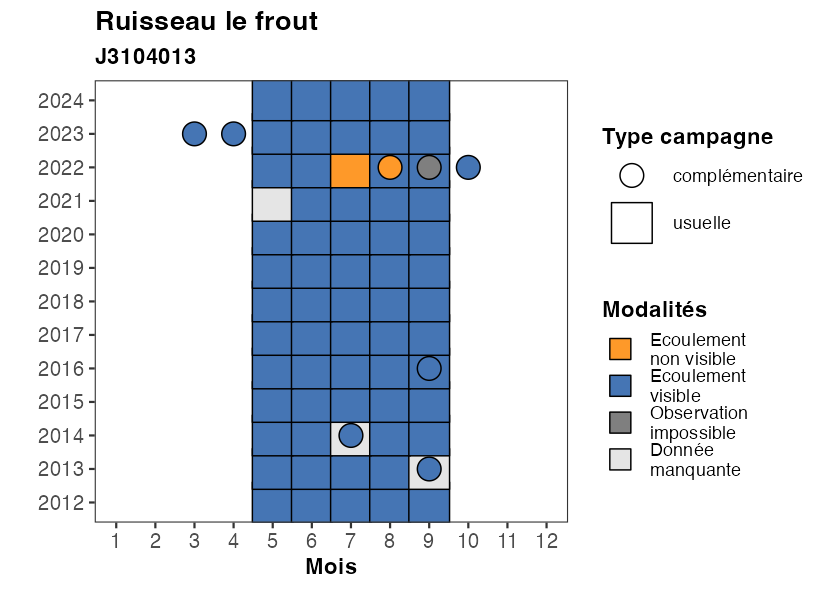 Ruisseau le frout
J3104013
2024
2023
2022
2021
2020
2019
2018
2017
2016
2015
2014
2013
2012
1 2 3 4 5 6 7 8 9 10 11 12
Mois
Type campagne
complémentaire
usuelle
Modalités
Ecoulement
non visible
Ecoulement
visible
Observation
impossible
Donnée
manquante